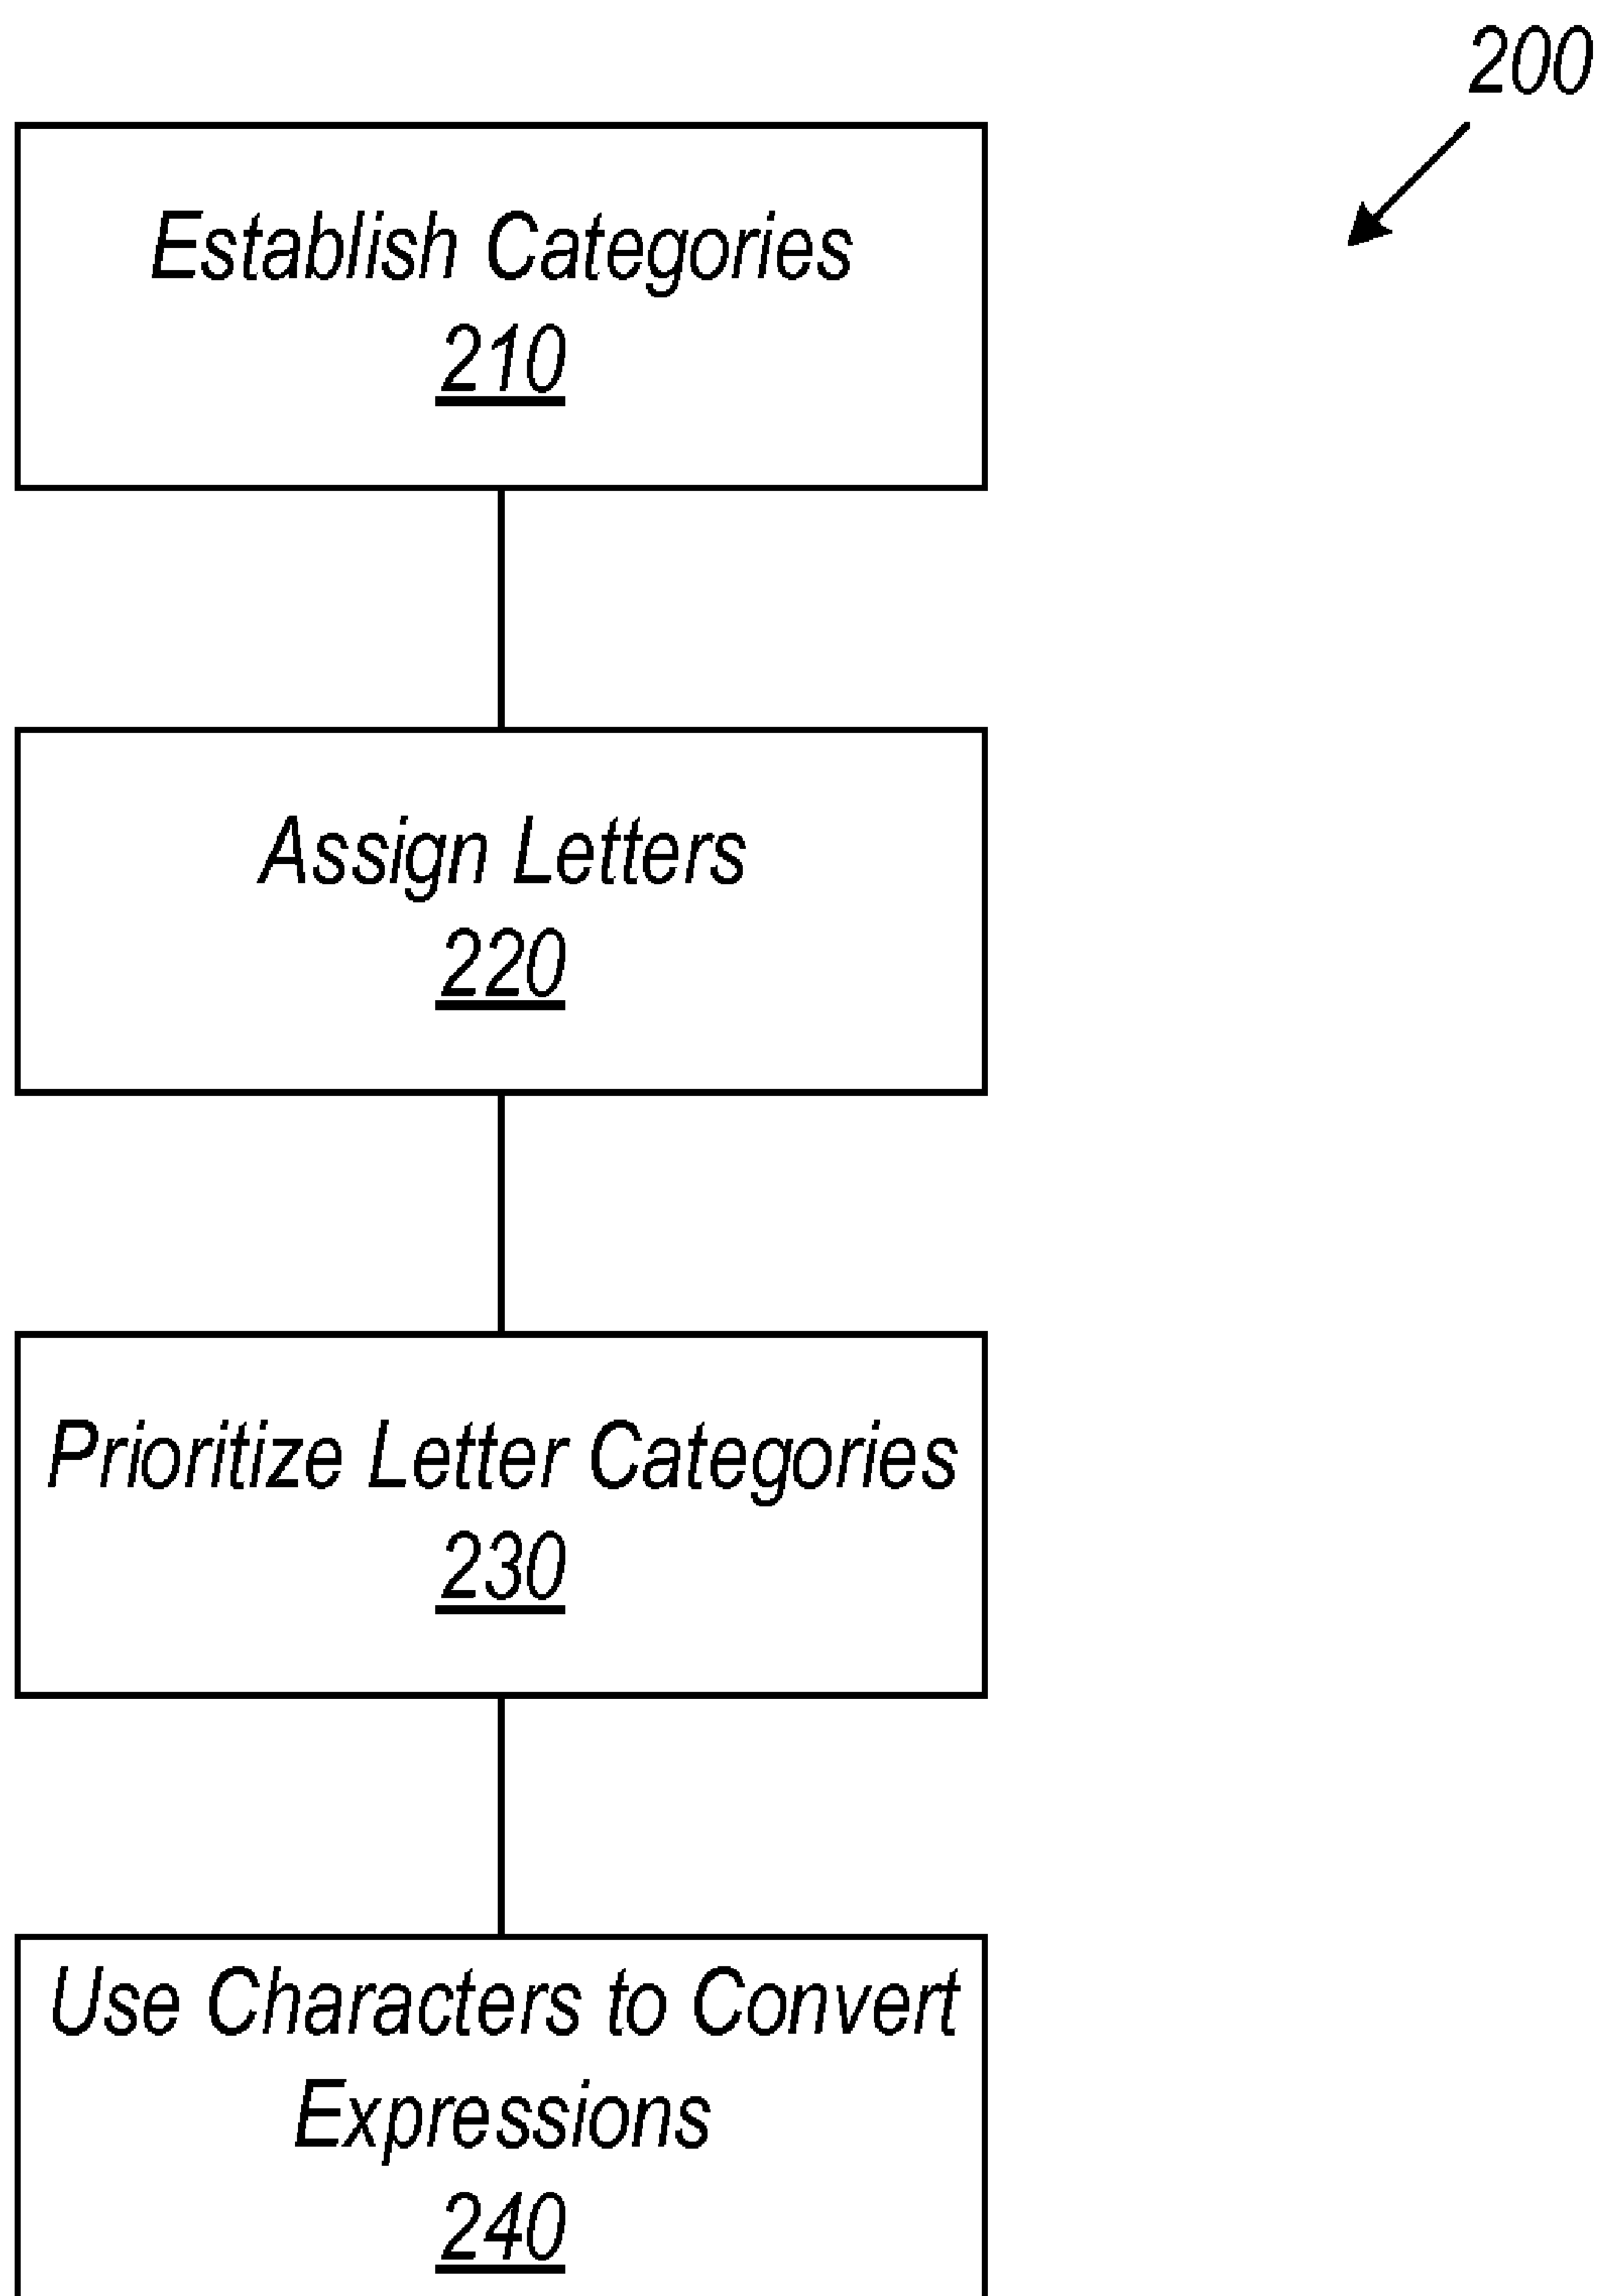 200
Establish Categories
210
Assign Letters
220
Prioritize Letter Categories
230
Use Characters to Convert
Expressions
240